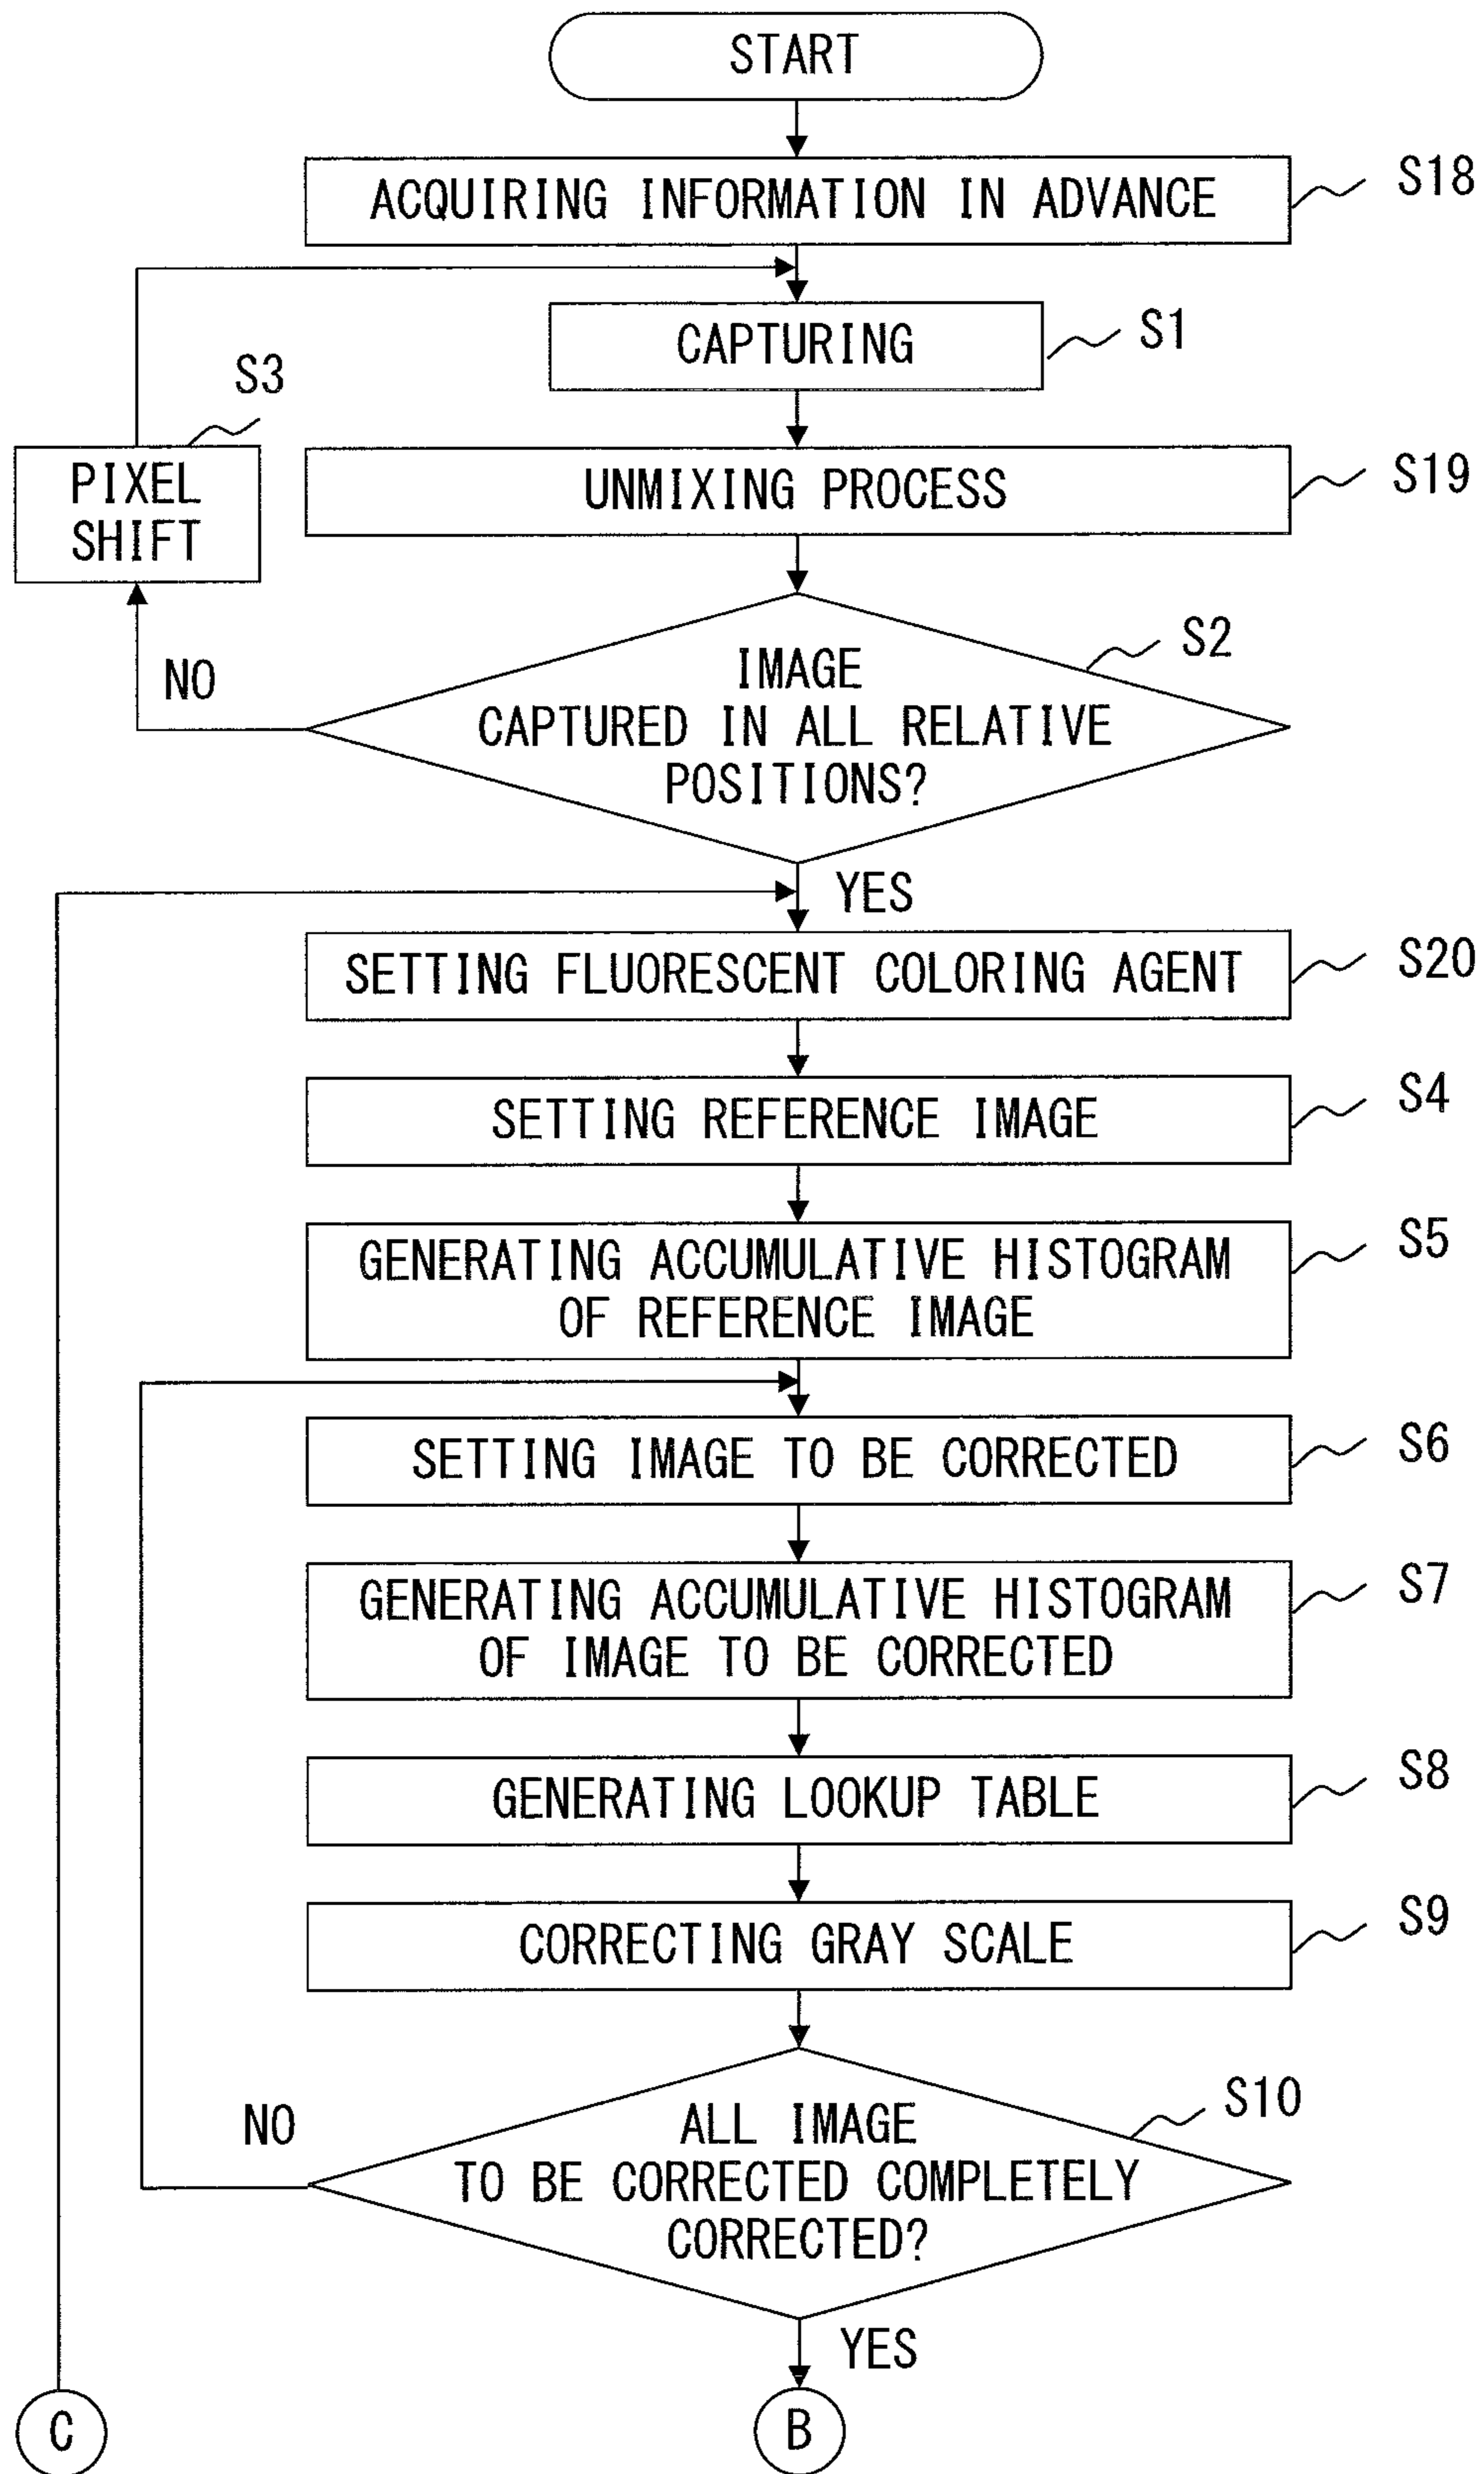 START
ACQUIRING INFORMATION IN ADVANCE
S18
CAPTURING
S1
S3
PIXEL
SHIFT
UNMIXING PROCESS
S19
NO
IMAGE
CAPTURED IN ALL RELATIVE
POSITIONS?
S2
YES
SETTING FLUORESCENT COLORING AGENT
S20
SETTING REFERENCE IMAGE
S4
GENERATING ACCUMULATIVE HISTOGRAM
OF REFERENCE IMAGE
S5
SETTING IMAGE TO BE CORRECTED
S6
GENERATING ACCUMULATIVE HISTOGRAM
OF IMAGE TO BE CORRECTED
S7
GENERATING LOOKUP TABLE
S8
CORRECTING GRAY SCALE
S9
NO
ALL IMAGE
TO BE CORRECTED COMPLETELY
CORRECTED?
S10
YES
C
B